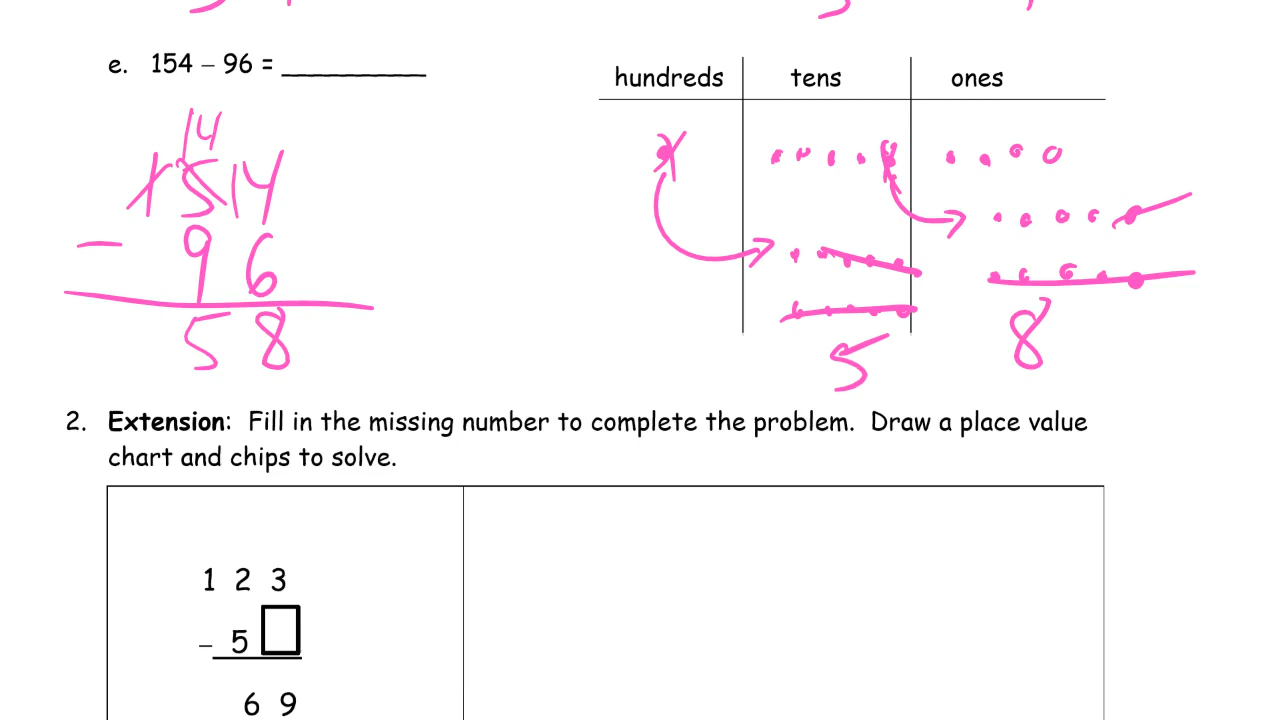 e. 154 – 96 = __________
hundreds tens ones
14
1 5 14
– 9 6
5 8
5 8
2. Extension: Fill in the missing number to complete the problem. Draw a place value
chart and chips to solve.
1 2 3
– 5 □
6 9